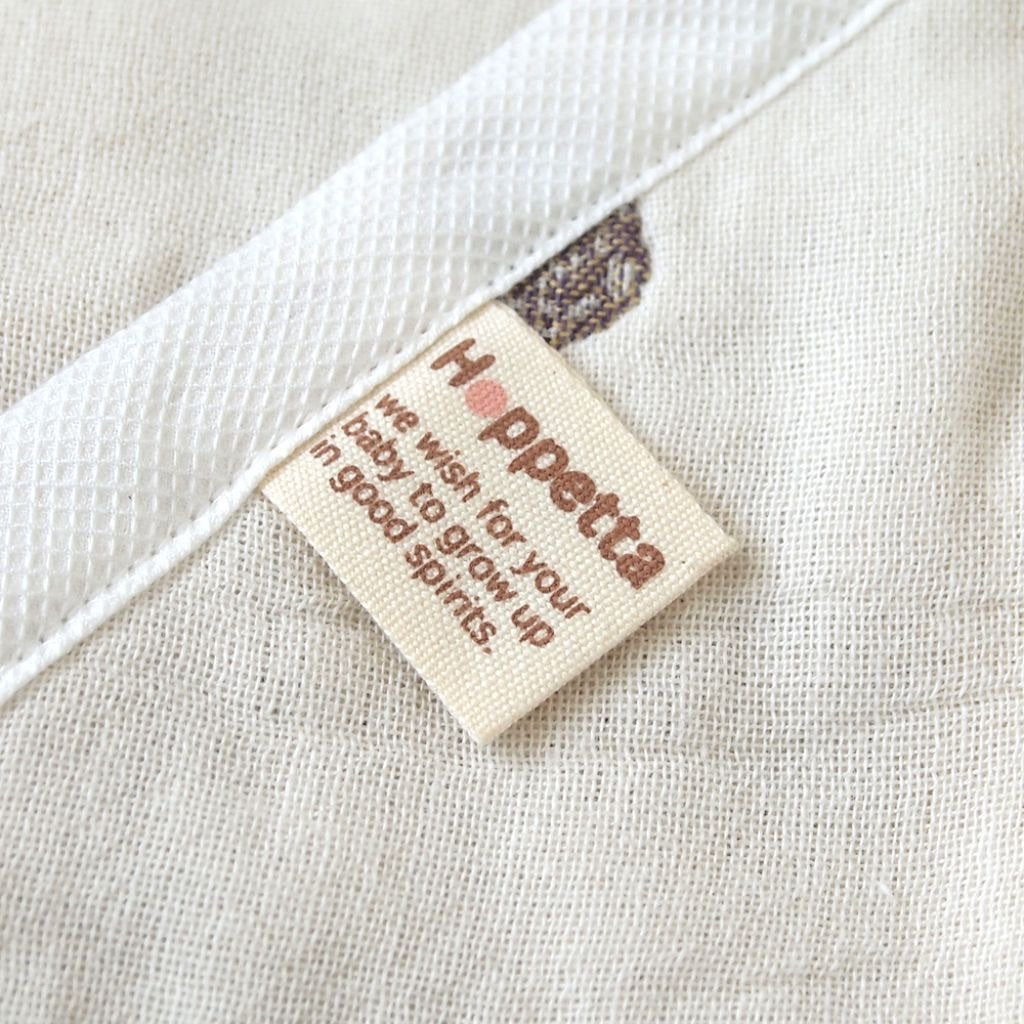 Hoppetta
we wish for your
baby to grow up
in good spirits.